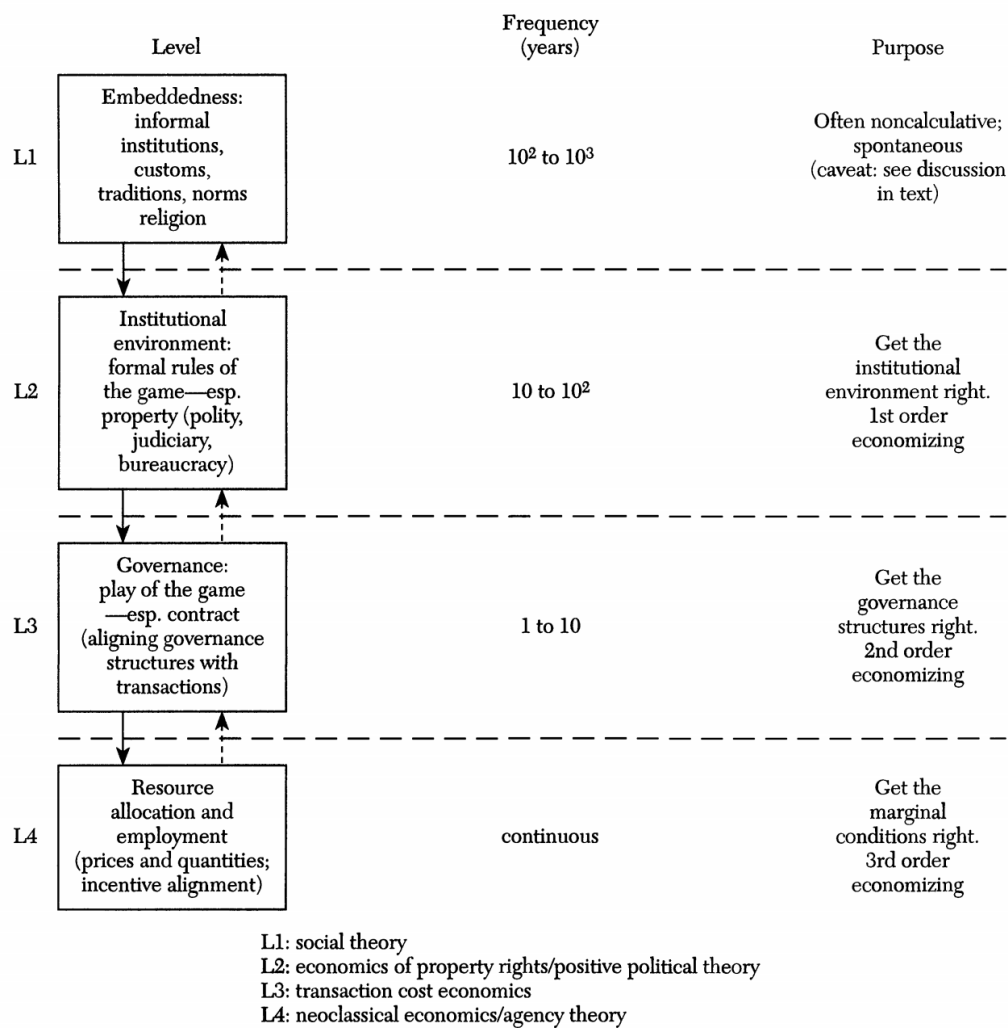 Level
Frequency
(years)
Purpose
L1
Embeddedness:
informal
institutions,
customs,
traditions, norms
religion
10² to 10³
Often noncalculative;
spontaneous
(caveat: see discussion
in text)
L2
Institutional
environment:
formal rules of
the game—esp.
property (polity,
judiciary,
bureaucracy)
10 to 10²
Get the
institutional
environment right.
1st order
economizing
L3
Governance:
play of the game
—esp. contract
(aligning governance
structures with
transactions)
1 to 10
Get the
governance
structures right.
2nd order
economizing
L4
Resource
allocation and
employment
(prices and quantities;
incentive alignment)
continuous
Get the
marginal
conditions right.
3rd order
economizing
L1: social theory
L2: economics of property rights/positive political theory
L3: transaction cost economics
L4: neoclassical economics/agency theory